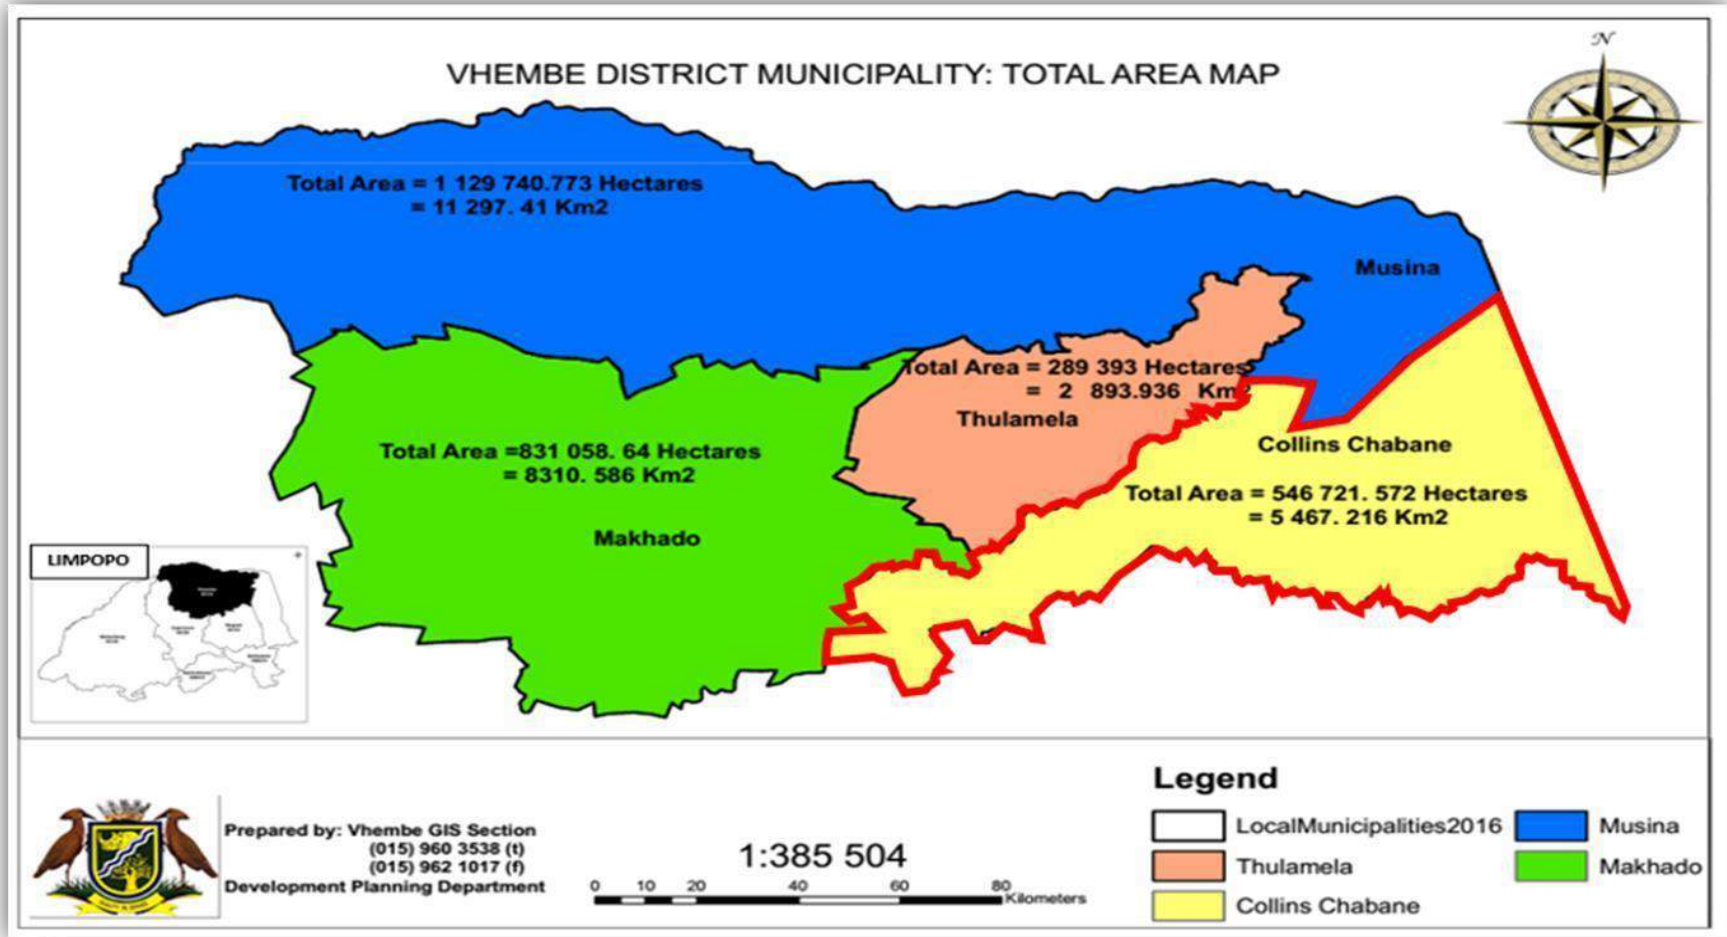 VHEMBE DISTRICT MUNICIPALITY: TOTAL AREA MAP
N
Total Area = 1 129 740.773 Hectares
= 11 297. 41 Km2
Musina
Total Area = 289 393 Hectares
= 2 893.936 Km2
Thulamela
Collins Chabane
Total Area = 546 721. 572 Hectares
= 5 467. 216 Km2
Total Area =831 058. 64 Hectares
= 8310. 586 Km2
Makhado
LIMPOPO
Prepared by: Vhembe GIS Section
(015) 960 3538 (t)
(015) 962 1017 (f)
Development Planning Department
1:385 504
0 10 20 40 60 80
Kilometers
Legend
LocalMunicipalities2016
Musina
Thulamela
Makhado
Collins Chabane